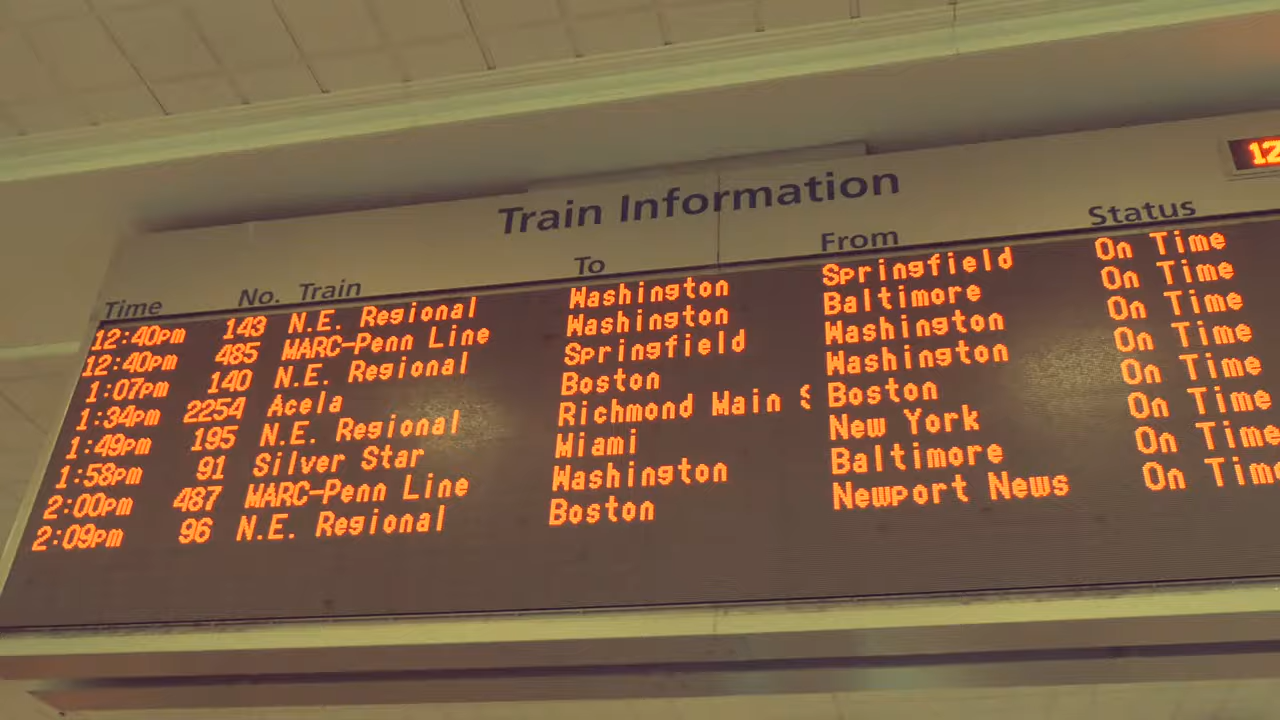 Train Information
12
Time No. Train To From Status
12:40pm 143 N.E. Regional Washington Springfield On Time
12:40pm 485 MARC-Penn Line Washington Baltimore On Time
1:07pm 140 N.E. Regional Springfield Washington On Time
1:34pm 2254 Acela Boston Washington On Time
1:49pm 195 N.E. Regional Richmond Main Boston On Time
1:58pm 91 Silver Star Miami New York On Time
2:00pm 487 MARC-Penn Line Washington Baltimore On Time
2:09pm 96 N.E. Regional Boston Newport News On Time